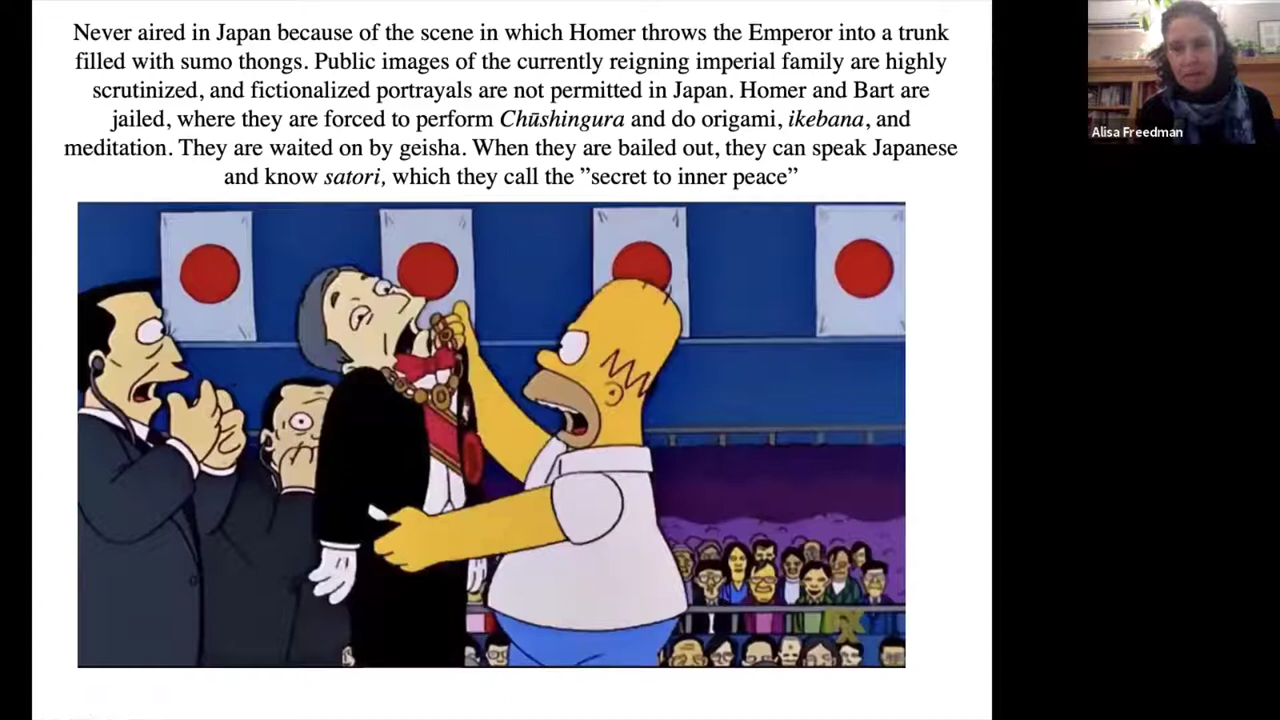 Never aired in Japan because of the scene in which Homer throws the Emperor into a trunk
filled with sumo thongs. Public images of the currently reigning imperial family are highly
scrutinized, and fictionalized portrayals are not permitted in Japan. Homer and Bart are
jailed, where they are forced to perform Chūshingura and do origami, ikebana, and
meditation. They are waited on by geisha. When they are bailed out, they can speak Japanese
and know satori, which they call the ”secret to inner peace”
Alisa Freedman